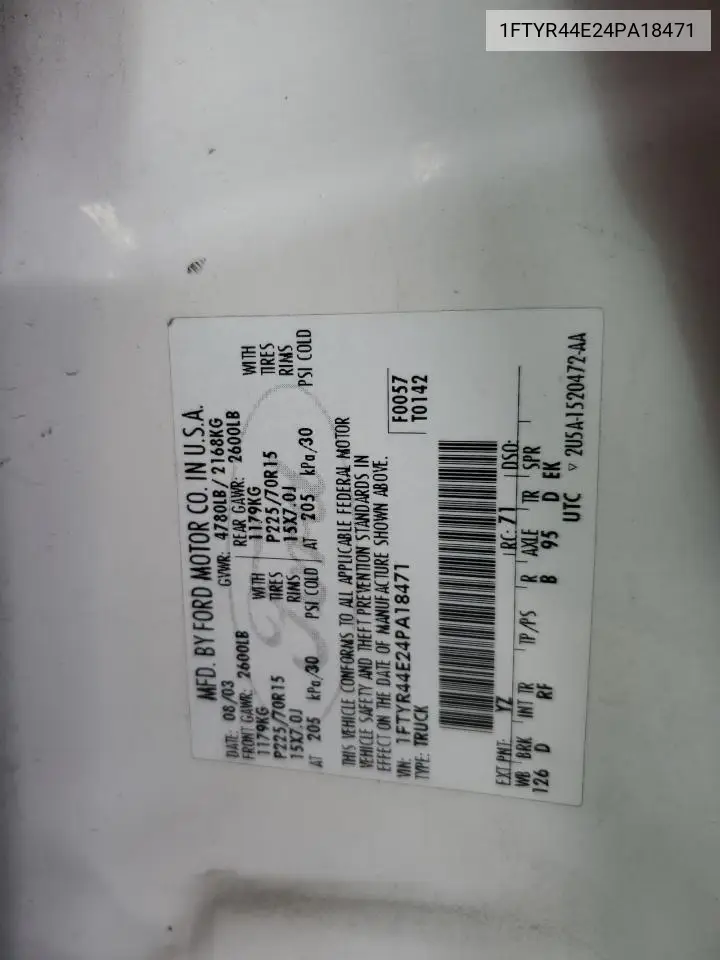 1FTYR44E24PA18471
MFD. BY FORD MOTOR CO. IN U.S.A.
DATE: 08/03 GVWR: 4780LB / 2168KG
FRONT GAWR: 2600LB REAR GAWR: 2600LB
1179KG WITH 1179KG WITH
P225/70R15 TIRES P225/70R15 TIRES
15X7.0J RIMS 15X7.0J RIMS
AT 205 kPa/30 PSI COLD AT 205 kPa/30 PSI COLD
THIS VEHICLE CONFORMS TO ALL APPLICABLE FEDERAL MOTOR
VEHICLE SAFETY AND THEFT PREVENTION STANDARDS IN
EFFECT ON THE DATE OF MANUFACTURE SHOWN ABOVE.
VIN: 1FTYR44E24PA18471 F0057
TYPE: TRUCK T0142
EXT PNT: YZ RC: 71 DSO:
WB BRK INT TR TP/PS R AXLE TR SPR
126 D RF B 95 D EK
UTC ▽ 2U5A-1520472-AA
Ford